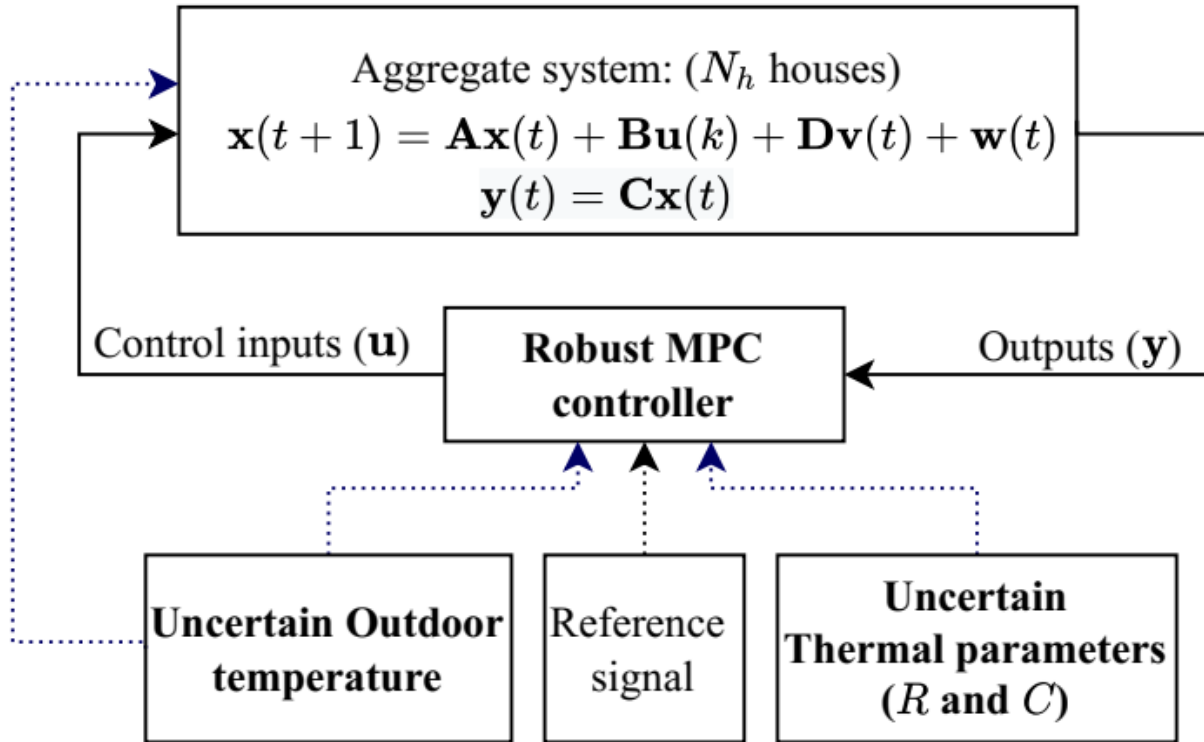 Aggregate system: (N_h houses)
x(t + 1) = Ax(t) + Bu(k) + Dv(t) + w(t)
y(t) = Cx(t)
Control inputs (u)
Robust MPC
controller
Outputs (y)
Uncertain Outdoor
temperature
Reference
signal
Uncertain
Thermal parameters
(R and C)